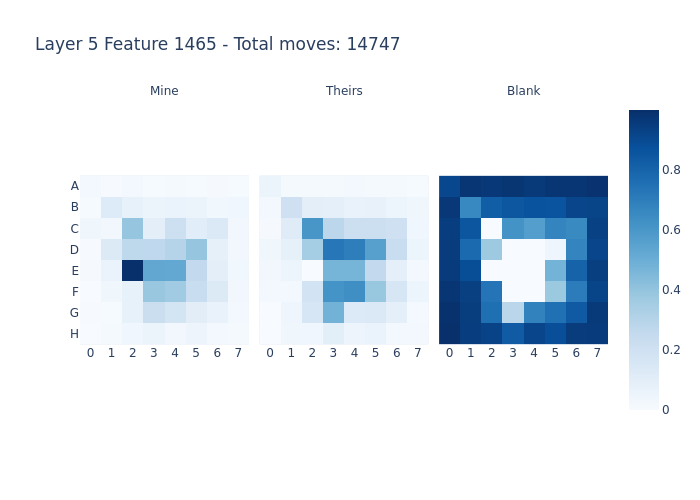 Layer 5 Feature 1465 - Total moves: 14747
Mine Theirs Blank
A
B
C
D
E
F
G
H
0 1 2 3 4 5 6 7 0 1 2 3 4 5 6 7 0 1 2 3 4 5 6 7
0.8
0.6
0.4
0.2
0